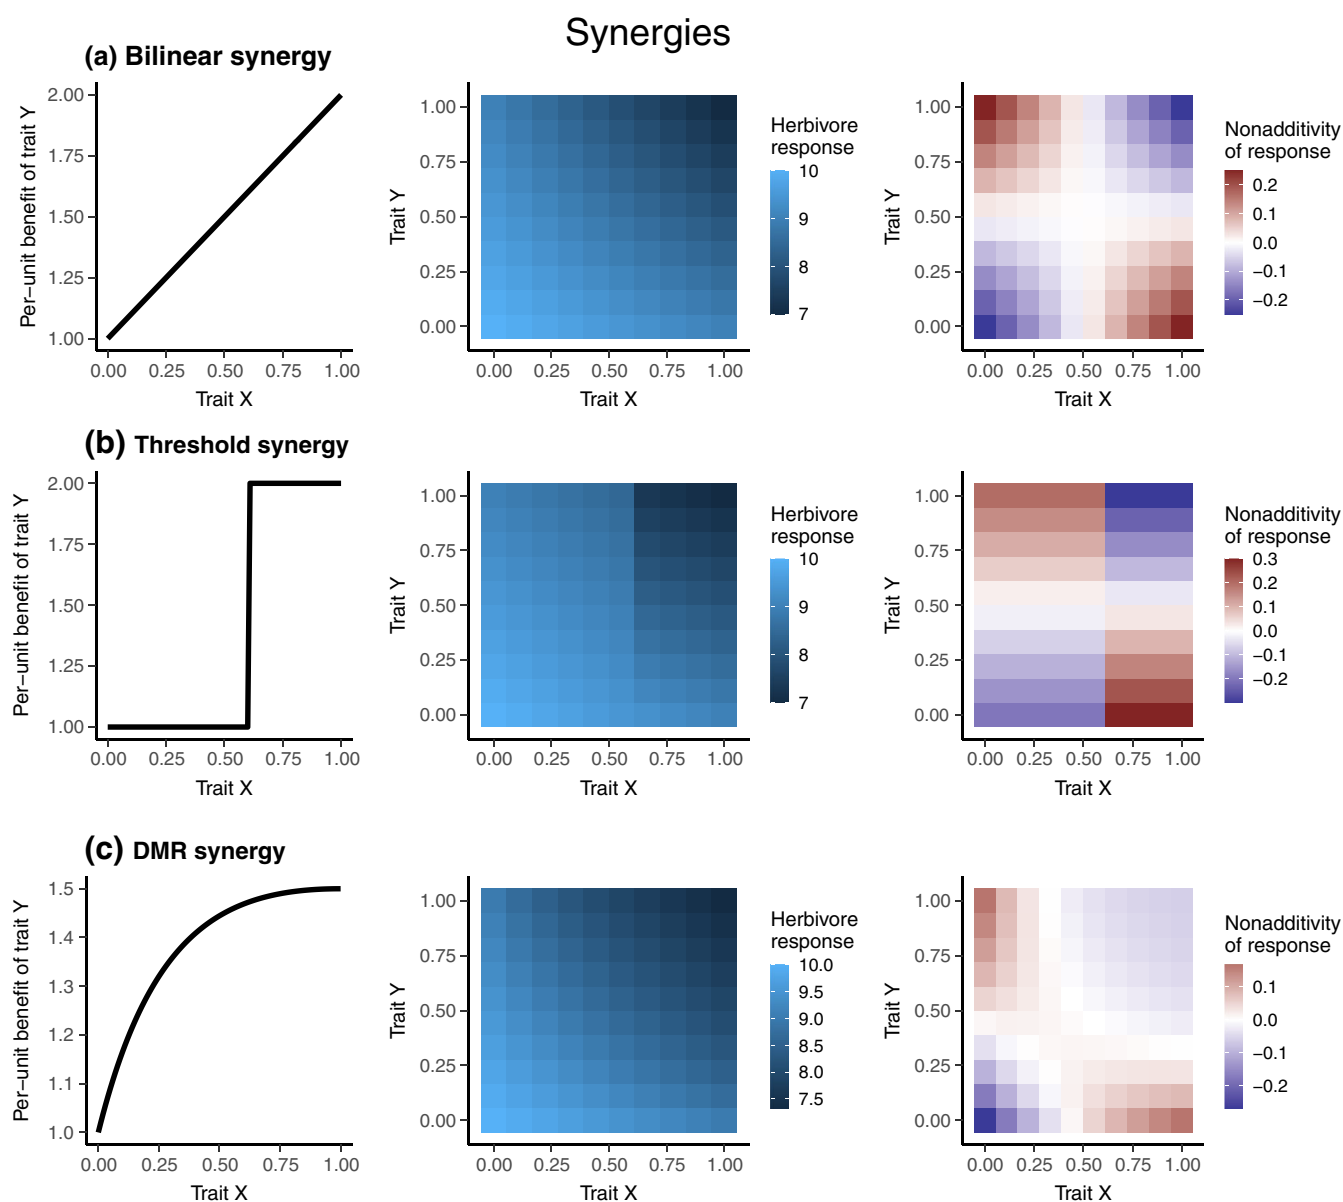 Synergies
(a) Bilinear synergy
Per−unit benefit of trait Y
2.00
1.75
1.50
1.25
1.00
0.00 0.25 0.50 0.75 1.00
Trait X
Trait Y
1.00
0.75
0.50
0.25
0.00
0.00 0.25 0.50 0.75 1.00
Trait X
Herbivore
response
10
9
8
7
Trait Y
1.00
0.75
0.50
0.25
0.00
0.00 0.25 0.50 0.75 1.00
Trait X
Nonadditivity
of response
0.2
0.1
0.0
−0.1
−0.2
(b) Threshold synergy
Per−unit benefit of trait Y
2.00
1.75
1.50
1.25
1.00
0.00 0.25 0.50 0.75 1.00
Trait X
Trait Y
1.00
0.75
0.50
0.25
0.00
0.00 0.25 0.50 0.75 1.00
Trait X
Herbivore
response
10
9
8
7
Trait Y
1.00
0.75
0.50
0.25
0.00
0.00 0.25 0.50 0.75 1.00
Trait X
Nonadditivity
of response
0.3
0.2
0.1
0.0
−0.1
−0.2
(c) DMR synergy
Per−unit benefit of trait Y
1.5
1.4
1.3
1.2
1.1
1.0
0.00 0.25 0.50 0.75 1.00
Trait X
Trait Y
1.00
0.75
0.50
0.25
0.00
0.00 0.25 0.50 0.75 1.00
Trait X
Herbivore
response
10.0
9.5
9.0
8.5
8.0
7.5
Trait Y
1.00
0.75
0.50
0.25
0.00
0.00 0.25 0.50 0.75 1.00
Trait X
Nonadditivity
of response
0.1
0.0
−0.1
−0.2